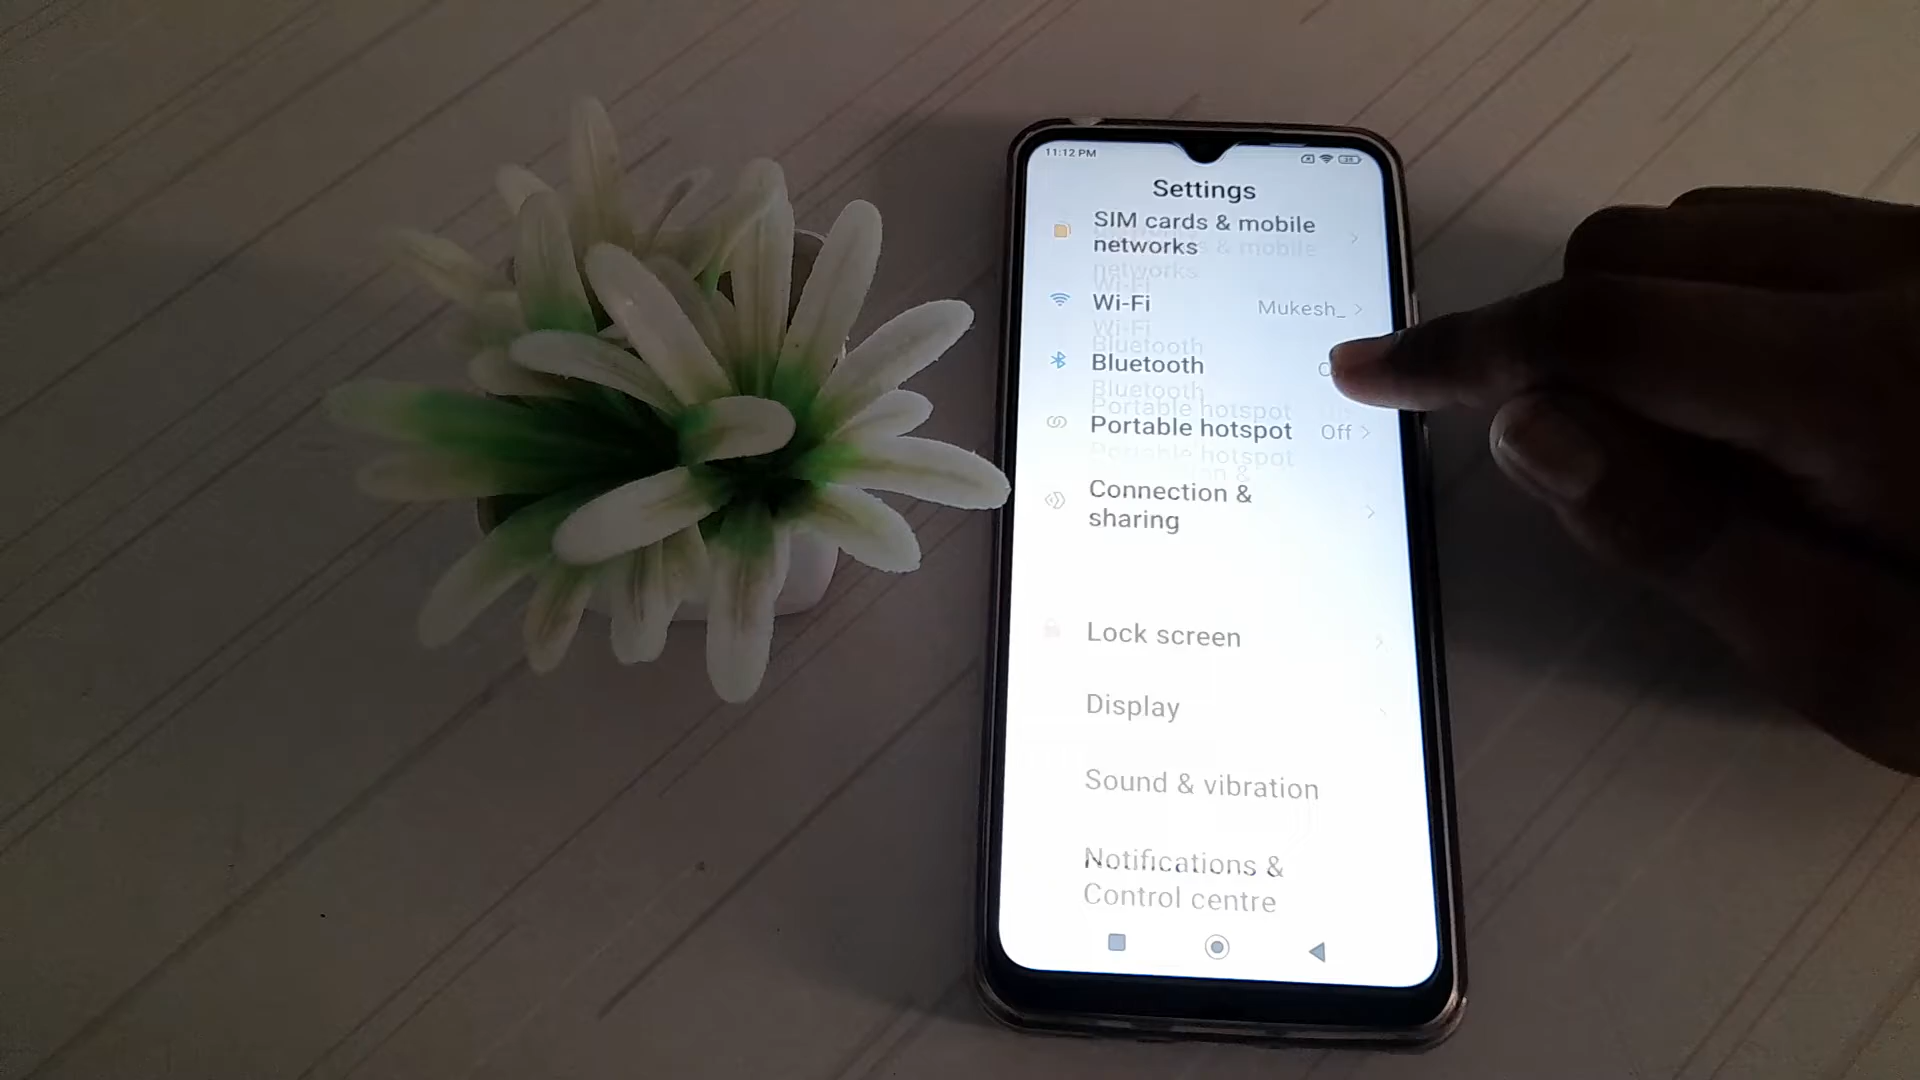 11:12 PM
Settings
SIM cards & mobile
networks
Wi-Fi Mukesh_
Bluetooth
Portable hotspot Off
Connection &
sharing
Lock screen
Display
Sound & vibration
Notifications &
Control centre